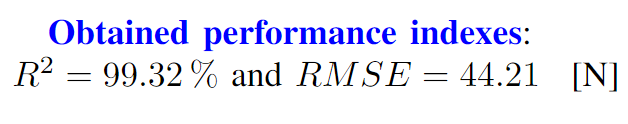 Obtained performance indexes:
R² = 99.32 % and RMSE = 44.21 [N]